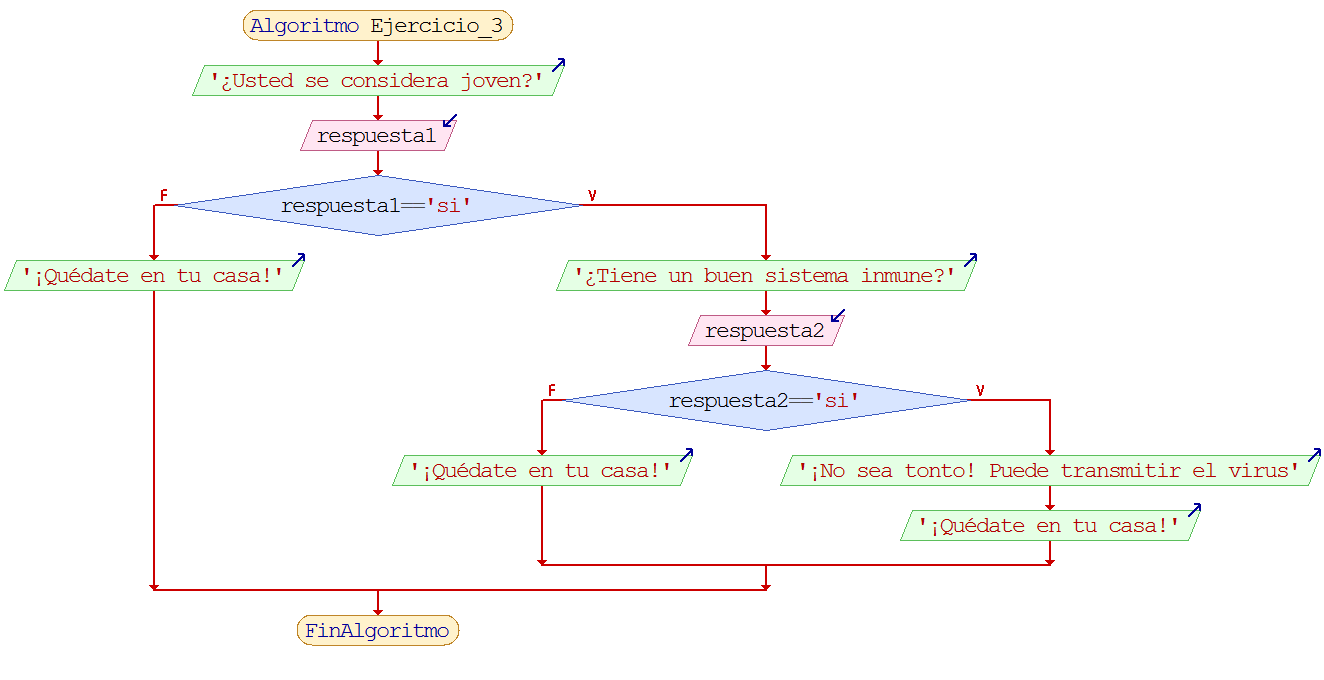 Algoritmo Ejercicio_3
'¿Usted se considera joven?'
respuesta1
F
respuesta1=='si'
V
'¡Quédate en tu casa!'
'¿Tiene un buen sistema inmune?'
respuesta2
F
respuesta2=='si'
V
'¡Quédate en tu casa!'
'¡No sea tonto! Puede transmitir el virus'
'¡Quédate en tu casa!'
FinAlgoritmo